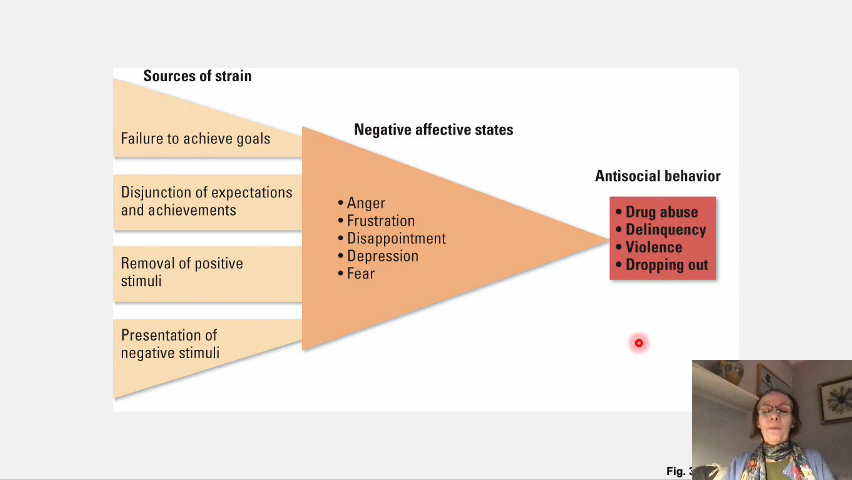 Sources of strain
Failure to achieve goals
Disjunction of expectations
and achievements
Removal of positive
stimuli
Presentation of
negative stimuli
Negative affective states
• Anger
• Frustration
• Disappointment
• Depression
• Fear
Antisocial behavior
• Drug abuse
• Delinquency
• Violence
• Dropping out
Fig.